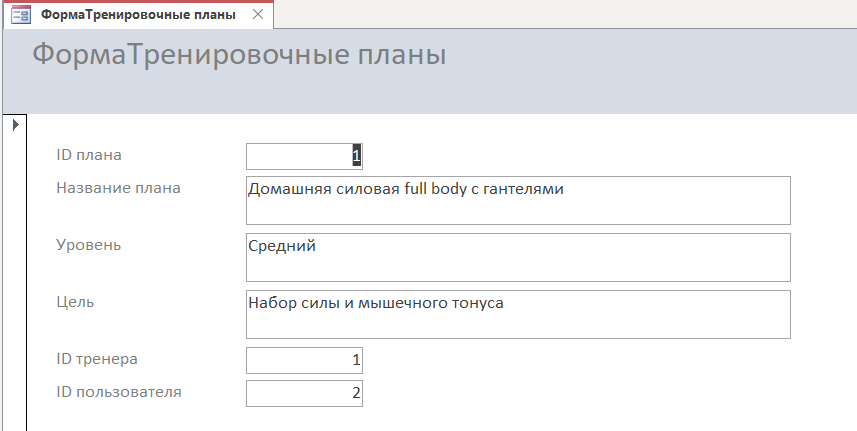 ФормаТренировочные планы
ФормаТренировочные планы
ID плана 1
Название плана Домашняя силовая full body с гантелями
Уровень Средний
Цель Набор силы и мышечного тонуса
ID тренера 1
ID пользователя 2